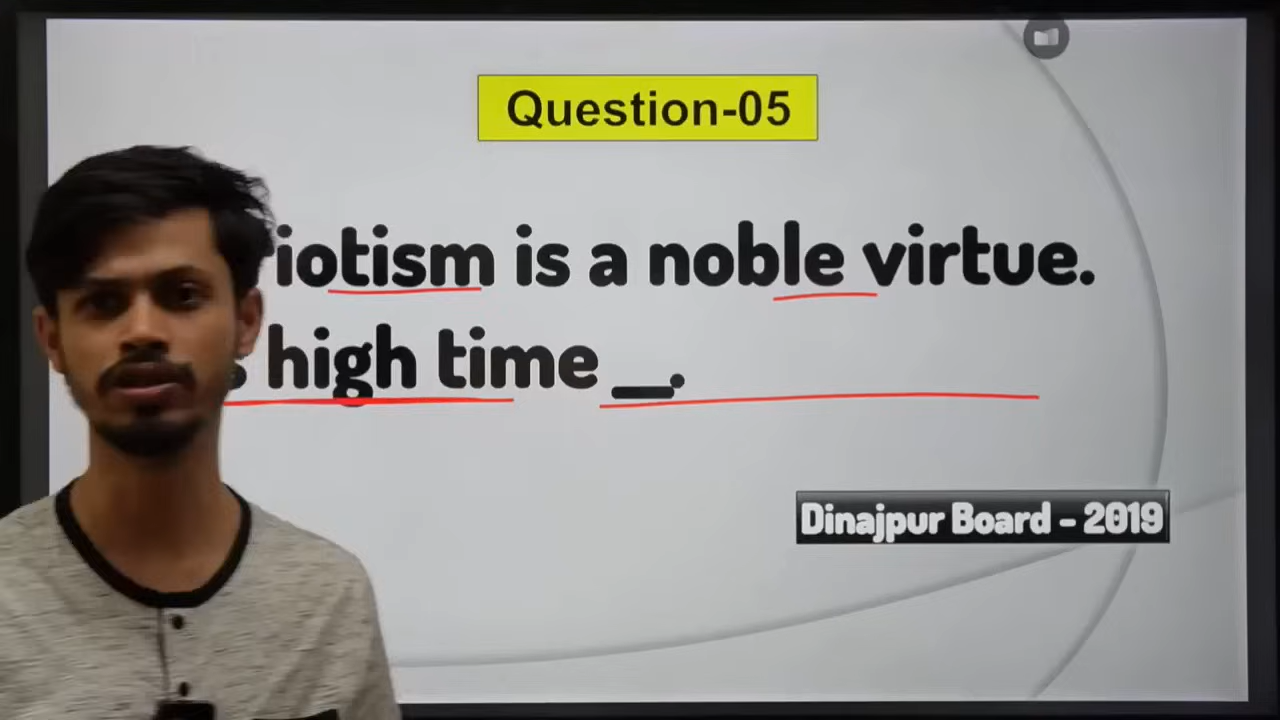 Question-05
iotism is a noble virtue.
high time __.
Dinajpur Board - 2019